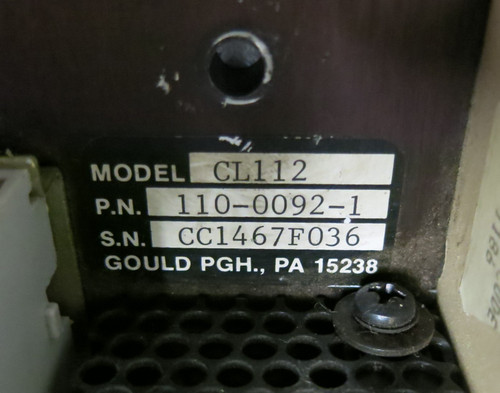 MODEL CL112
P.N. 110-0092-1
S.N. CC1467F036
GOULD PGH., PA 15238